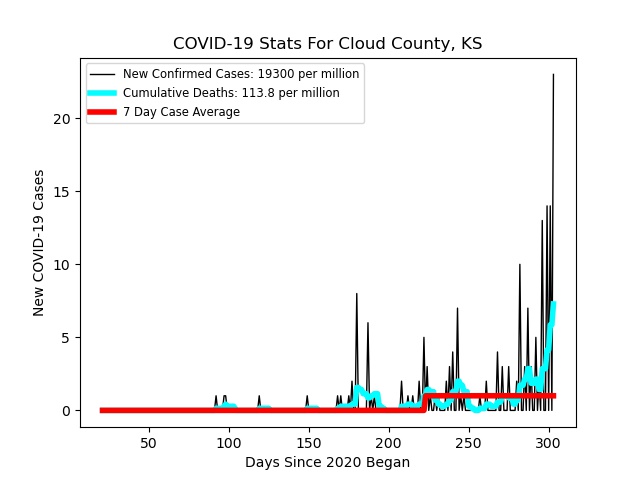 COVID-19 Stats For Cloud County, KS
New Confirmed Cases: 19300 per million
Cumulative Deaths: 113.8 per million
7 Day Case Average
New COVID-19 Cases
20
15
10
5
0
50 100 150 200 250 300
Days Since 2020 Began